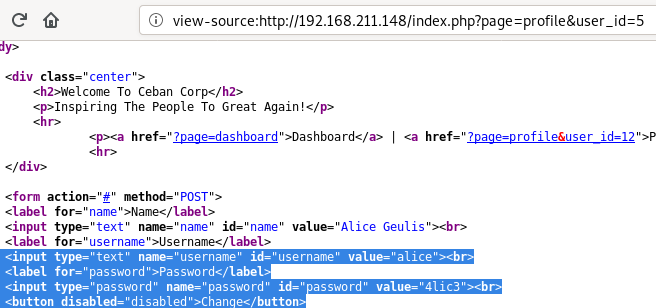 view-source:http://192.168.211.148/index.php?page=profile&user_id=5
dy>
<div class="center">
<h2>Welcome To Ceban Corp</h2>
<p>Inspiring The People To Great Again!</p>
<hr>
<p><a href="?page=dashboard">Dashboard</a> | <a href="?page=profile&user_id=12">P
<hr>
</div>
<form action="#" method="POST">
<label for="name">Name</label>
<input type="text" name="name" id="name" value="Alice Geulis"><br>
<label for="username">Username</label>
<input type="text" name="username" id="username" value="alice"><br>
<label for="password">Password</label>
<input type="password" name="password" id="password" value="4lic3"><br>
<button disabled="disabled">Change</button>